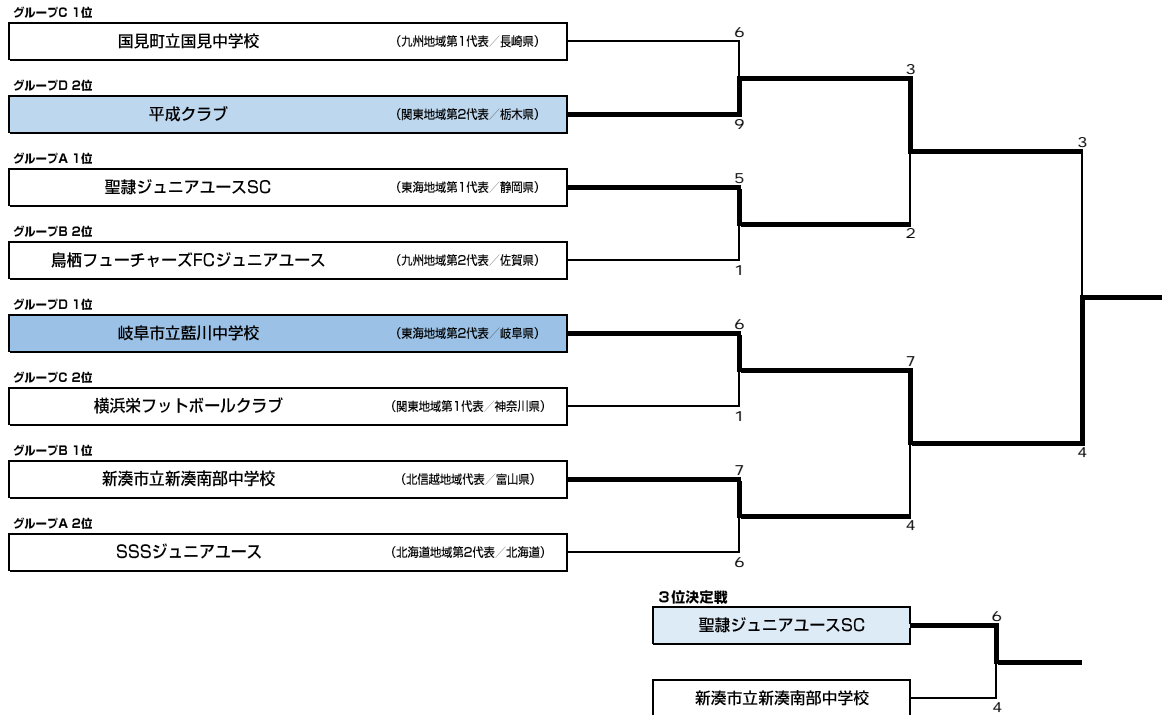 グループC 1位
国見町立国見中学校 （九州地域第1代表／長崎県）
6
グループD 2位
平成クラブ （関東地域第2代表／栃木県）
9
3
グループA 1位
聖隷ジュニアユースSC （東海地域第1代表／静岡県）
5
3
グループB 2位
鳥栖フューチャーズFCジュニアユース （九州地域第2代表／佐賀県）
1
2
グループD 1位
岐阜市立藍川中学校 （東海地域第2代表／岐阜県）
6
グループC 2位
横浜栄フットボールクラブ （関東地域第1代表／神奈川県）
1
7
グループB 1位
新湊市立新湊南部中学校 （北信越地域代表／富山県）
7
4
グループA 2位
SSSジュニアユース （北海道地域第2代表／北海道）
6
4
３位決定戦
聖隷ジュニアユースSC
6
新湊市立新湊南部中学校
4